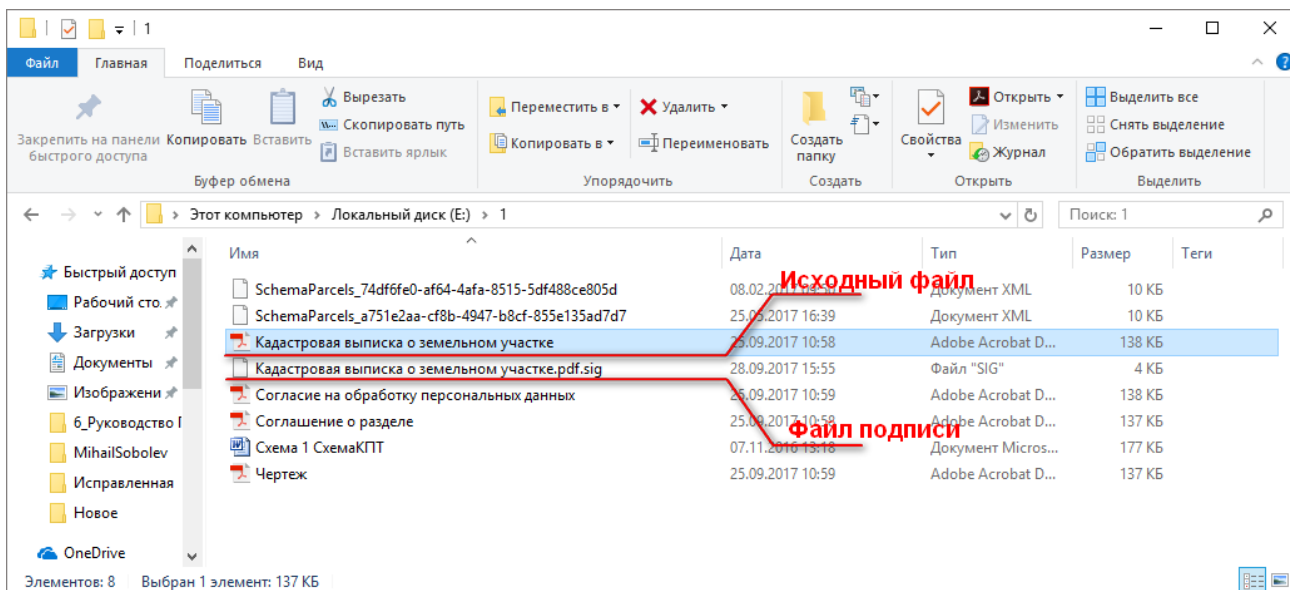 1
Файл Главная Поделиться Вид
Закрепить на панели быстрого доступа
Копировать
Вставить
Вырезать
Скопировать путь
Вставить ярлык
Переместить в
Копировать в
Удалить
Переименовать
Создать папку
Свойства
Открыть
Изменить
Журнал
Выделить все
Снять выделение
Обратить выделение
Буфер обмена Упорядочить Создать Открыть Выделить
Этот компьютер › Локальный диск (E:) › 1 Поиск: 1
Имя Дата Тип Размер Теги
Быстрый доступ
Рабочий сто.
Загрузки
Документы
Изображени
6_Руководство
MihailSobolev
Исправленная
Новое
OneDrive
SchemaParcels_74df6fe0-af64-4afa-8515-5df488ce805d 08.02.2017 Документ XML 10 КБ
Исходный файл
SchemaParcels_a751e2aa-cf8b-4947-b8cf-855e135ad7d7 25.05.2017 16:39 Документ XML 10 КБ
Кадастровая выписка о земельном участке 25.09.2017 10:58 Adobe Acrobat D... 138 КБ
Кадастровая выписка о земельном участке.pdf.sig 28.09.2017 15:55 Файл "SIG" 4 КБ
Согласие на обработку персональных данных 25.09.2017 10:59 Adobe Acrobat D... 138 КБ
Соглашение о разделе 25.09.2017 10:58 Adobe Acrobat D... 137 КБ
Файл подписи
Схема 1 СхемаКПТ 07.11.2016 13:18 Документ Micros... 177 КБ
Чертеж 25.09.2017 10:59 Adobe Acrobat D... 137 КБ
Элементов: 8 Выбран 1 элемент: 137 КБ